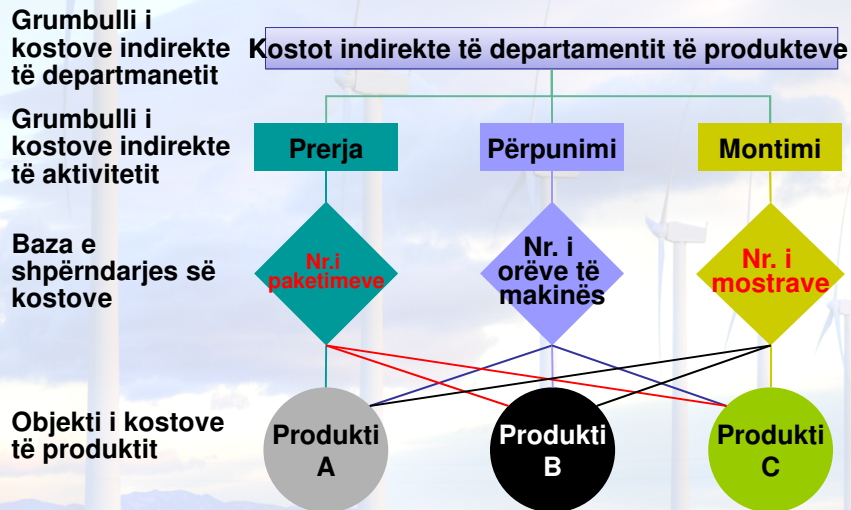 Grumbulli i
kostove indirekte
të departmanetit
Kostot indirekte të departamentit të produkteve
Grumbulli i
kostove indirekte
të aktivitetit
Prerja
Përpunimi
Montimi
Baza e
shpërndarjes së
kostove
Nr.i
paketimeve
Nr. i
orëve të
makinës
Nr. i
mostrave
Objekti i kostove
të produktit
Produkti
A
Produkti
B
Produkti
C